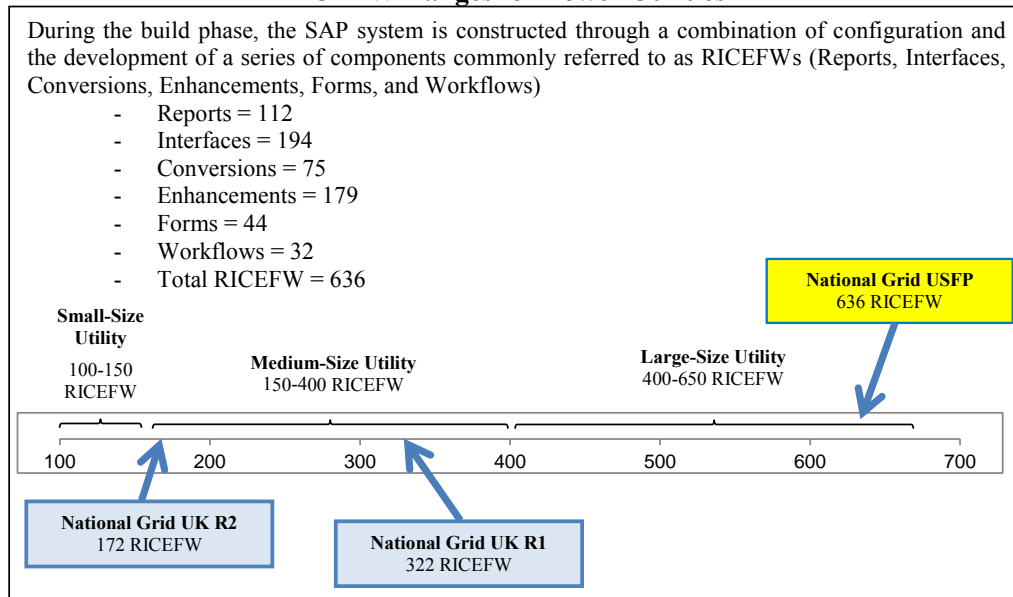 During the build phase, the SAP system is constructed through a combination of configuration and
the development of a series of components commonly referred to as RICEFWs (Reports, Interfaces,
Conversions, Enhancements, Forms, and Workflows)
- Reports = 112
- Interfaces = 194
- Conversions = 75
- Enhancements = 179
- Forms = 44
- Workflows = 32
- Total RICEFW = 636
National Grid USFP
636 RICEFW
Small-Size
Utility
100-150
RICEFW
Medium-Size Utility
150-400 RICEFW
Large-Size Utility
400-650 RICEFW
100 200 300 400 500 600 700
National Grid UK R2
172 RICEFW
National Grid UK R1
322 RICEFW